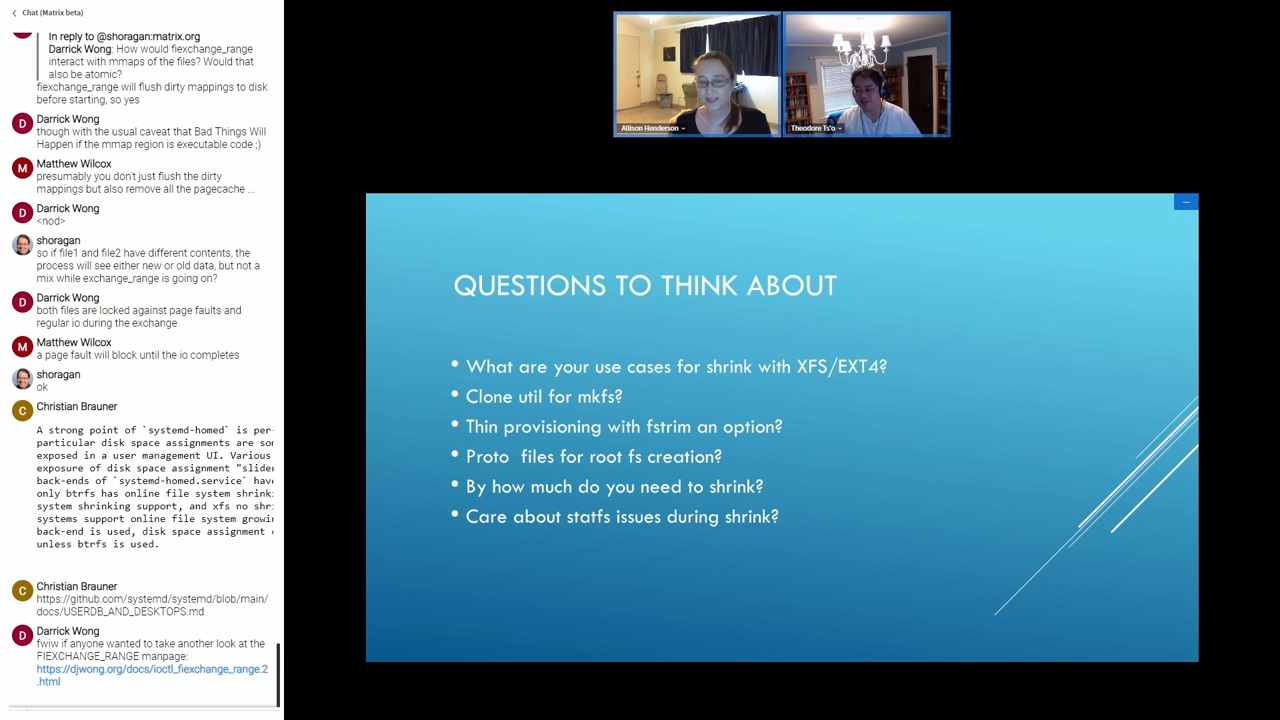 Chat (Matrix beta)
In reply to @shoragan:matrix.org
Darrick Wong: How would fiexchange_range
interact with mmaps of the files? Would that
also be atomic?
fiexchange_range will flush dirty mappings to disk
before starting, so yes
D
Darrick Wong
though with the usual caveat that Bad Things Will
Happen if the mmap region is executable code ;)
M
Matthew Wilcox
presumably you don't just flush the dirty
mappings but also remove all the pagecache ...
D
Darrick Wong
<nod>
shoragan
so if file1 and file2 have different contents, the
process will see either new or old data, but not a
mix while exchange_range is going on?
D
Darrick Wong
both files are locked against page faults and
regular io during the exchange
M
Matthew Wilcox
a page fault will block until the io completes
shoragan
ok
C
Christian Brauner
A strong point of `systemd-homed` is per-
particular disk space assignments are so
exposed in a user management UI. Various
exposure of disk space assignment "slide
back-ends of `systemd-homed.service` have
only btrfs has online file system shrink
system shrinking support, and xfs no shr
systems support online file system growi
back-end is used, disk space assignment
unless btrfs is used.
C
Christian Brauner
https://github.com/systemd/systemd/blob/main/
docs/USERDB_AND_DESKTOPS.md
D
Darrick Wong
fwiw if anyone wanted to take another look at the
FIEXCHANGE_RANGE manpage:
https://djwong.org/docs/ioctl_fiexchange_range.2
.html
Allison Henderson
Theodore Ts'o
QUESTIONS TO THINK ABOUT
• What are your use cases for shrink with XFS/EXT4?
• Clone util for mkfs?
• Thin provisioning with fstrim an option?
• Proto files for root fs creation?
• By how much do you need to shrink?
• Care about statfs issues during shrink?